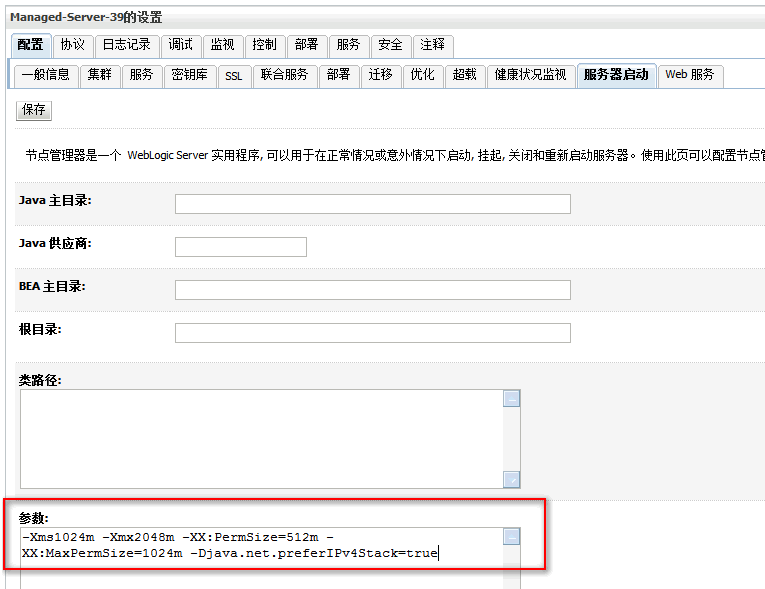 Managed-Server-39的设置
配置 协议 日志记录 调试 监视 控制 部署 服务 安全 注释
一般信息 集群 服务 密钥库 SSL 联合服务 部署 迁移 优化 超载 健康状况监视 服务器启动 Web 服务
保存
节点管理器是一个 WebLogic Server 实用程序, 可以用于在正常情况或意外情况下启动, 挂起, 关闭和重新启动服务器。使用此页可以配置节点管
Java 主目录:
Java 供应商:
BEA 主目录:
根目录:
类路径:
参数:
-Xms1024m -Xmx2048m -XX:PermSize=512m -
XX:MaxPermSize=1024m -Djava.net.preferIPv4Stack=true